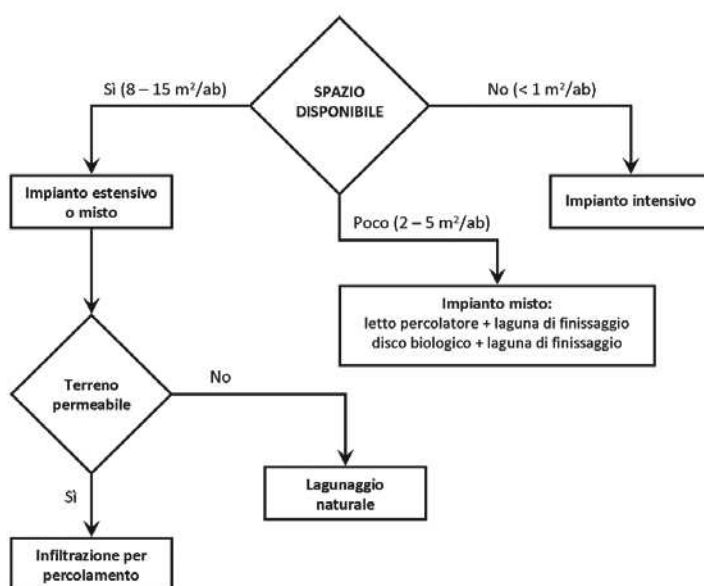 SPAZIO
DISPONIBILE
Sì (8 – 15 m²/ab)
No (< 1 m²/ab)
Impianto estensivo
o misto
Impianto intensivo
Poco (2 – 5 m²/ab)
Impianto misto:
letto percolatore + laguna di finissaggio
disco biologico + laguna di finissaggio
Terreno
permeabile
No
Lagunaggio
naturale
Sì
Infiltrazione per
percolamento